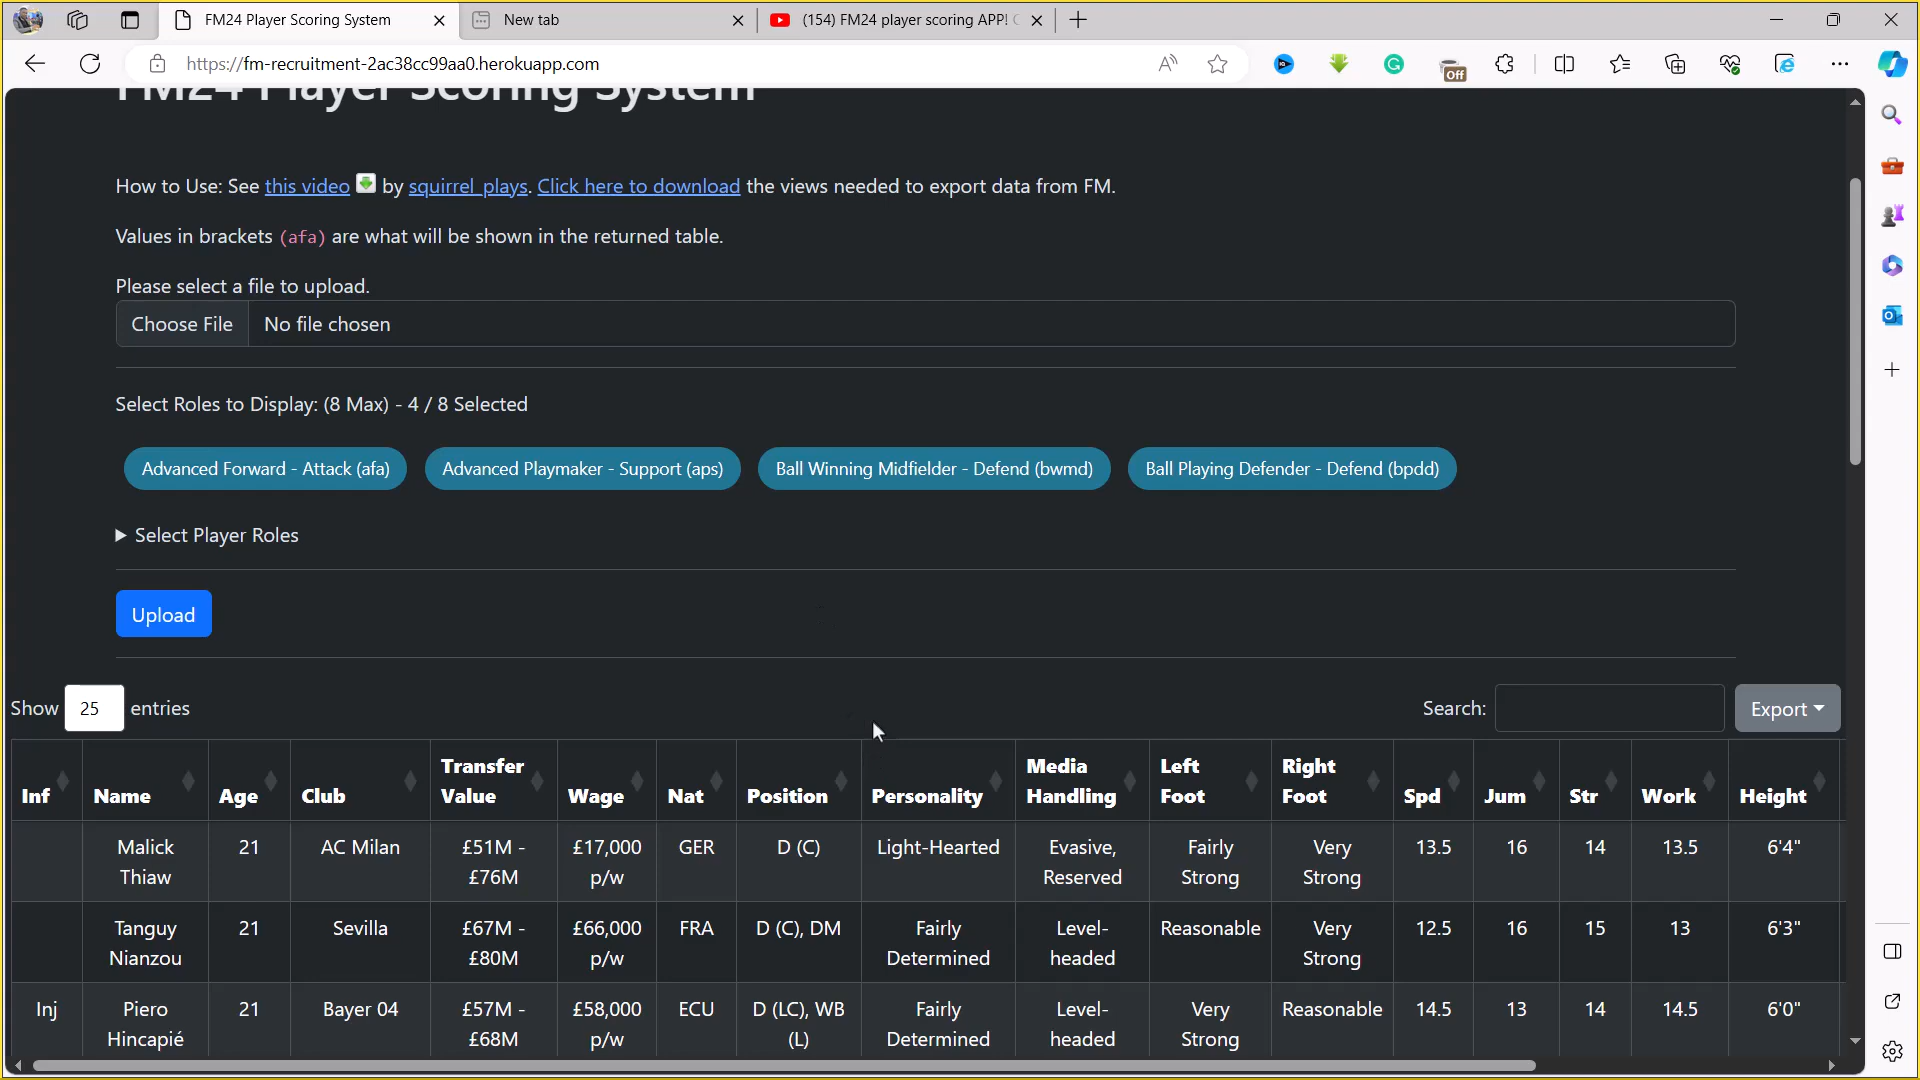 FM24 Player Scoring System
New tab
(154) FM24 player scoring APP!
https://fm-recruitment-2ac38cc99aa0.herokuapp.com
Off
FM24 Player Scoring System
How to Use: See this video by squirrel_plays. Click here to download the views needed to export data from FM.
Values in brackets (afa) are what will be shown in the returned table.
Please select a file to upload.
Choose File No file chosen
Select Roles to Display: (8 Max) - 4 / 8 Selected
Advanced Forward - Attack (afa) Advanced Playmaker - Support (aps) Ball Winning Midfielder - Defend (bwmd) Ball Playing Defender - Defend (bpdd)
Select Player Roles
Upload
Show 25 entries Search: Export
Inf Name Age Club Transfer Value Wage Nat Position Personality Media Handling Left Foot Right Foot Spd Jum Str Work Height
Malick Thiaw 21 AC Milan £51M - £76M £17,000 p/w GER D (C) Light-Hearted Evasive, Reserved Fairly Strong Very Strong 13.5 16 14 13.5 6'4"
Tanguy Nianzou 21 Sevilla £67M - £80M £66,000 p/w FRA D (C), DM Fairly Determined Level-headed Reasonable Very Strong 12.5 16 15 13 6'3"
Inj Piero Hincapié 21 Bayer 04 £57M - £68M £58,000 p/w ECU D (LC), WB (L) Fairly Determined Level-headed Very Strong Reasonable 14.5 13 14 14.5 6'0"